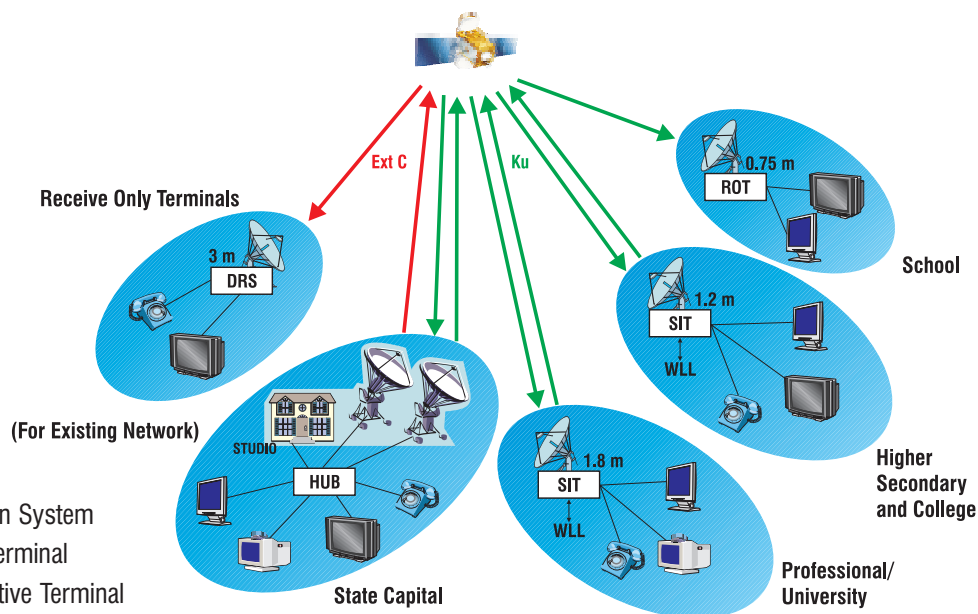 Ext C
Ku
Receive Only Terminals
3 m
DRS
0.75 m
ROT
School
1.2 m
SIT
WLL
Higher
Secondary
and College
(For Existing Network)
STUDIO
HUB
State Capital
1.8 m
SIT
WLL
Professional/
University
n System
erminal
tive Terminal